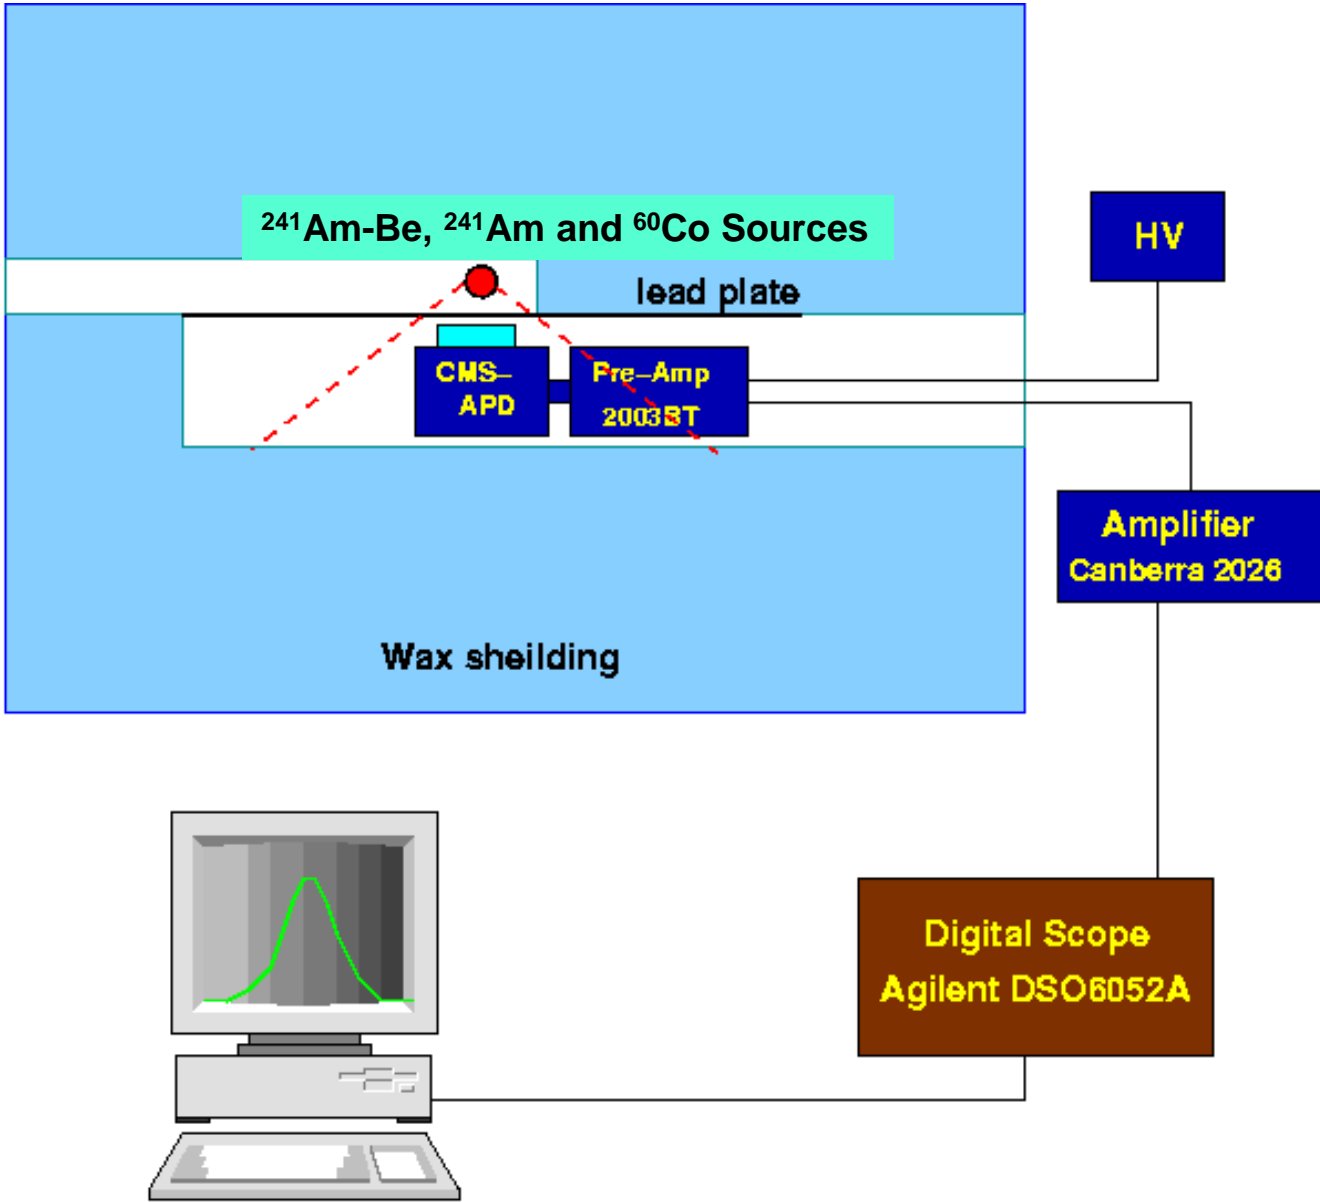 ²⁴¹Am-Be, ²⁴¹Am and ⁶⁰Co Sources
HV
lead plate
CMS–
APD
Pre–Amp
2003BT
Amplifier
Canberra 2026
Wax sheilding
Digital Scope
Agilent DSO6052A